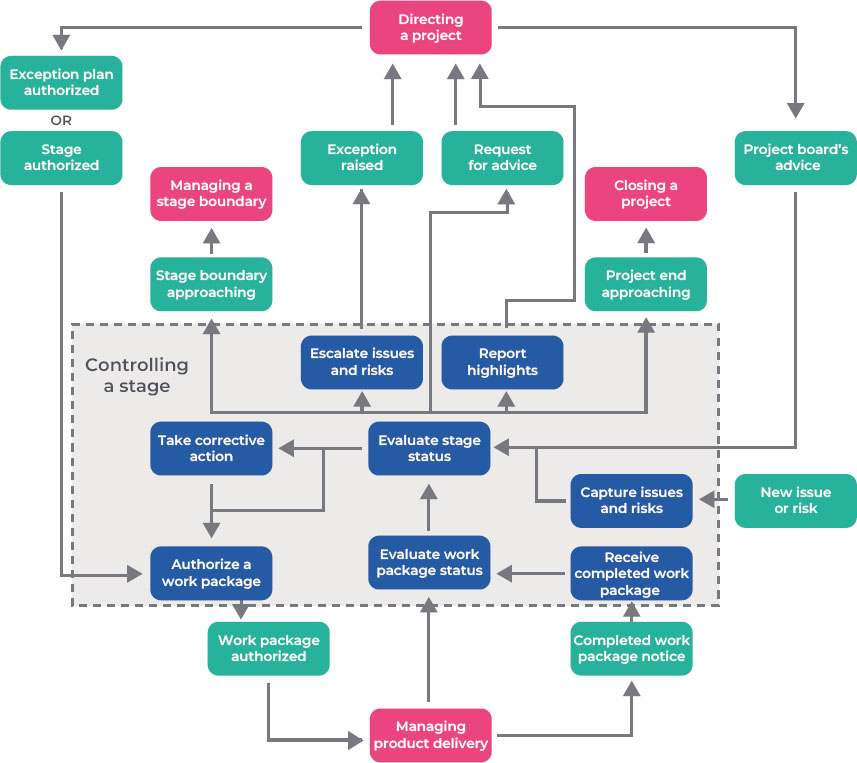 Directing
a project
Exception plan
authorized
OR
Stage
authorized
Exception
raised
Request
for advice
Project board's
advice
Managing a
stage boundary
Closing a
project
Stage boundary
approaching
Project end
approaching
Controlling
a stage
Escalate issues
and risks
Report
highlights
Take corrective
action
Evaluate stage
status
Capture issues
and risks
New issue
or risk
Authorize a
work package
Evaluate work
package status
Receive
completed work
package
Work package
authorized
Completed work
package notice
Managing
product delivery